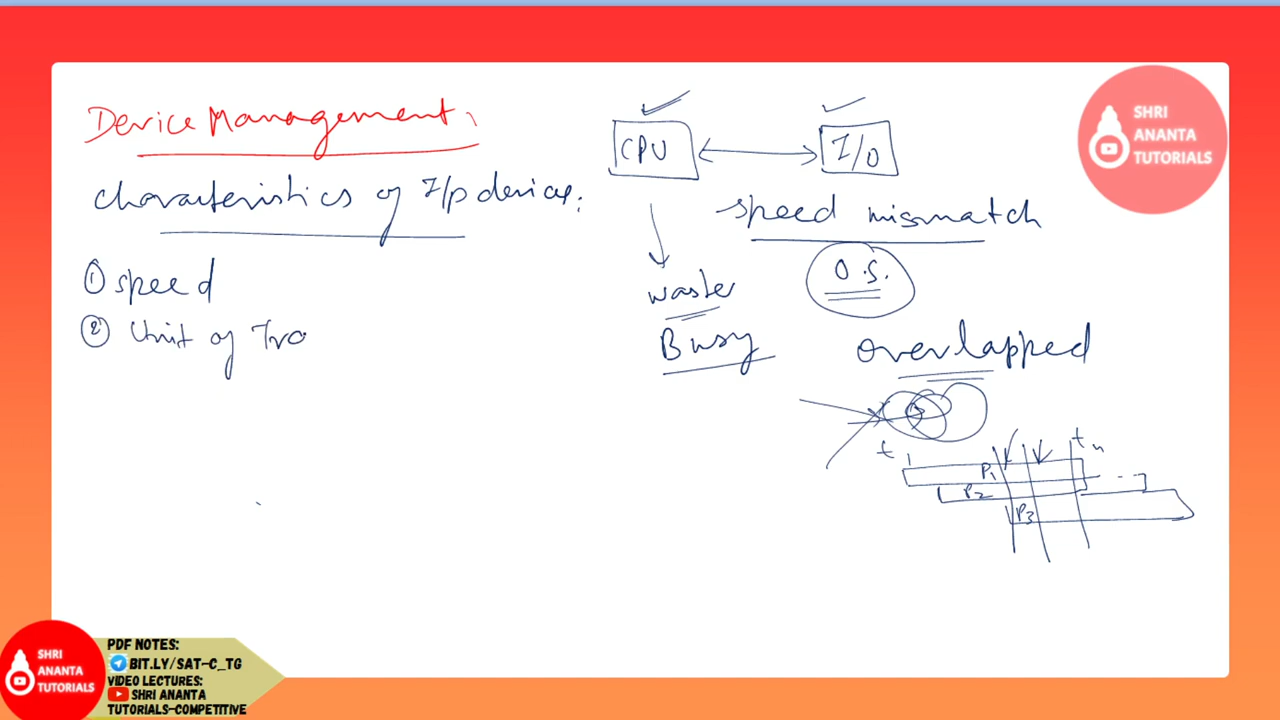 Device Management:
characteristics of I/p devices:
① speed
② Unit of Tra
CPU
I/O
speed mismatch
O.S.
waster
Busy
overlapped
t1
tn
P1
P2
P3
SHRI
ANANTA
TUTORIALS
SHRI
ANANTA
TUTORIALS
PDF NOTES:
BIT.LY/SAT-C_TG
VIDEO LECTURES:
SHRI ANANTA
TUTORIALS-COMPETITIVE